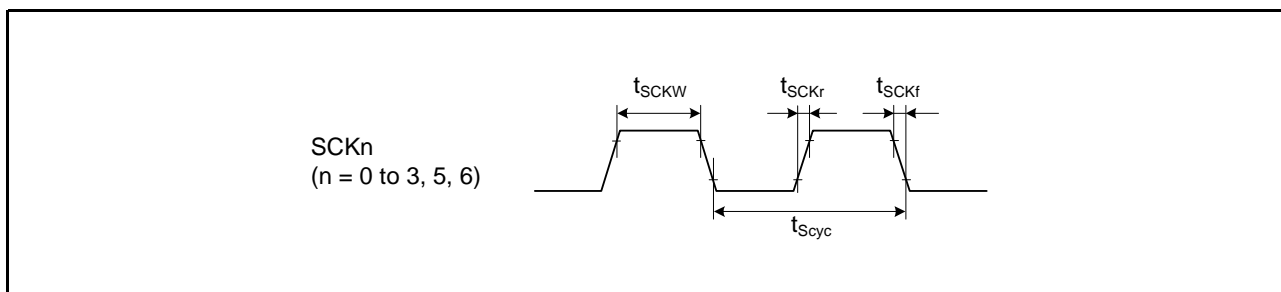 tSCKW
tSCKr
tSCKf
SCKn
(n = 0 to 3, 5, 6)
tScyc